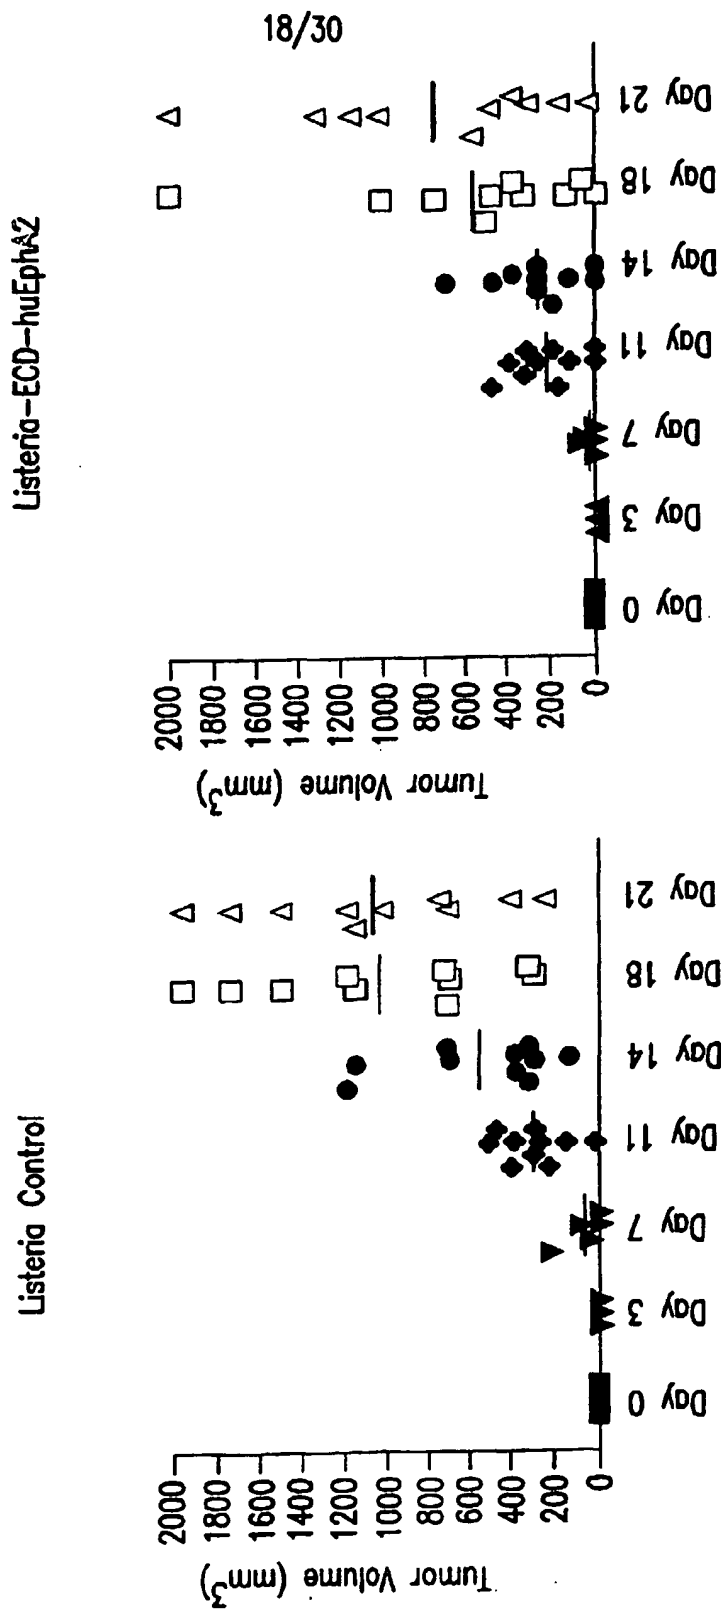 18/30
Listeria Control
Tumor Volume (mm³)
2000
1800
1600
1400
1200
1000
800
600
400
200
0
Day 0
Day 3
Day 7
Day 11
Day 14
Day 18
Day 21
Listeria-ECD-huEphA2
Tumor Volume (mm³)
2000
1800
1600
1400
1200
1000
800
600
400
200
0
Day 0
Day 3
Day 7
Day 11
Day 14
Day 18
Day 21